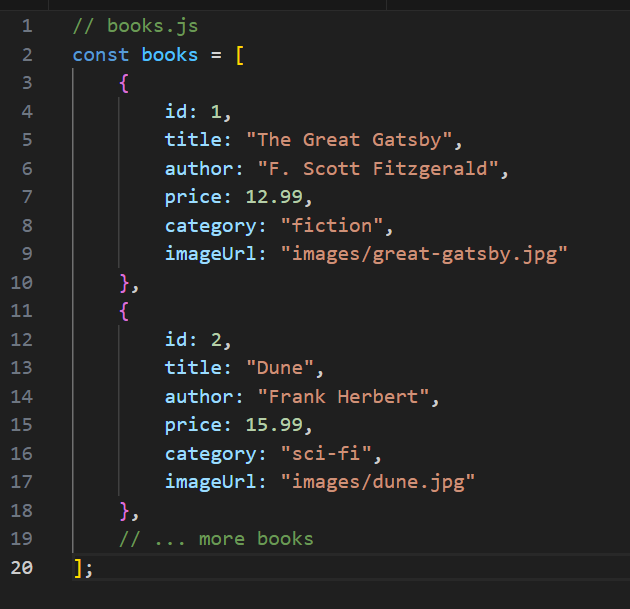 1 // books.js
2 const books = [
3     {
4         id: 1,
5         title: "The Great Gatsby",
6         author: "F. Scott Fitzgerald",
7         price: 12.99,
8         category: "fiction",
9         imageUrl: "images/great-gatsby.jpg"
10     },
11     {
12         id: 2,
13         title: "Dune",
14         author: "Frank Herbert",
15         price: 15.99,
16         category: "sci-fi",
17         imageUrl: "images/dune.jpg"
18     },
19     // ... more books
20 ];